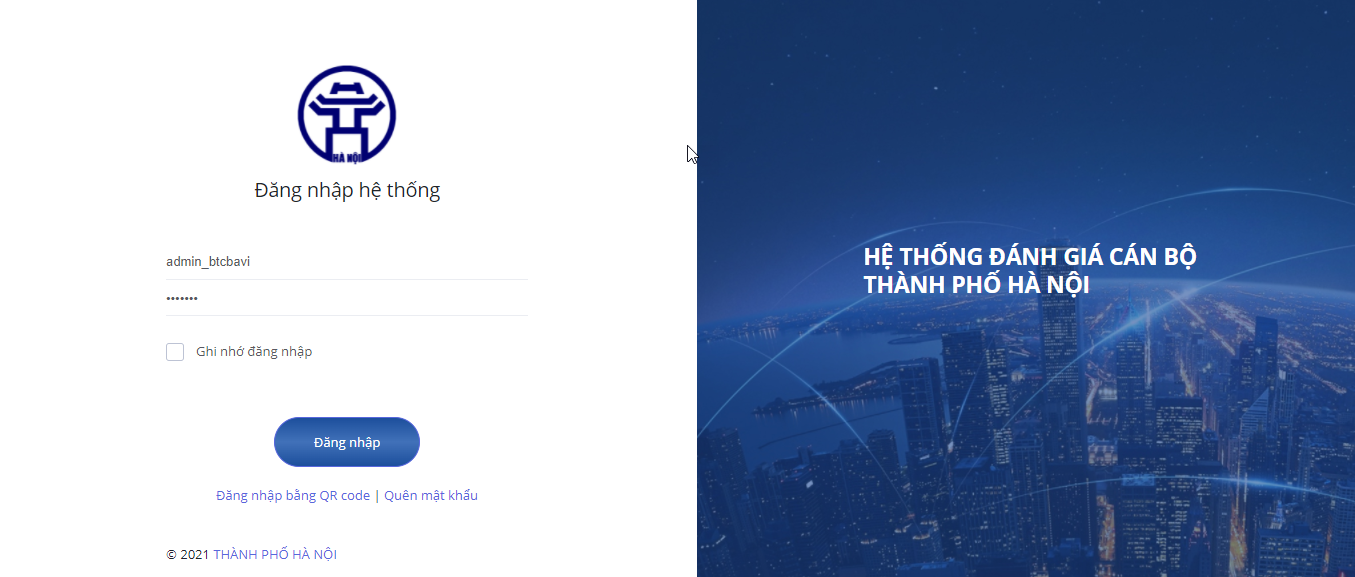 HÀ NỘI
Đăng nhập hệ thống
admin_btcbavi
•••••••
Ghi nhớ đăng nhập
Đăng nhập
Đăng nhập bằng QR code | Quên mật khẩu
© 2021 THÀNH PHỐ HÀ NỘI
HỆ THỐNG ĐÁNH GIÁ CÁN BỘ
THÀNH PHỐ HÀ NỘI